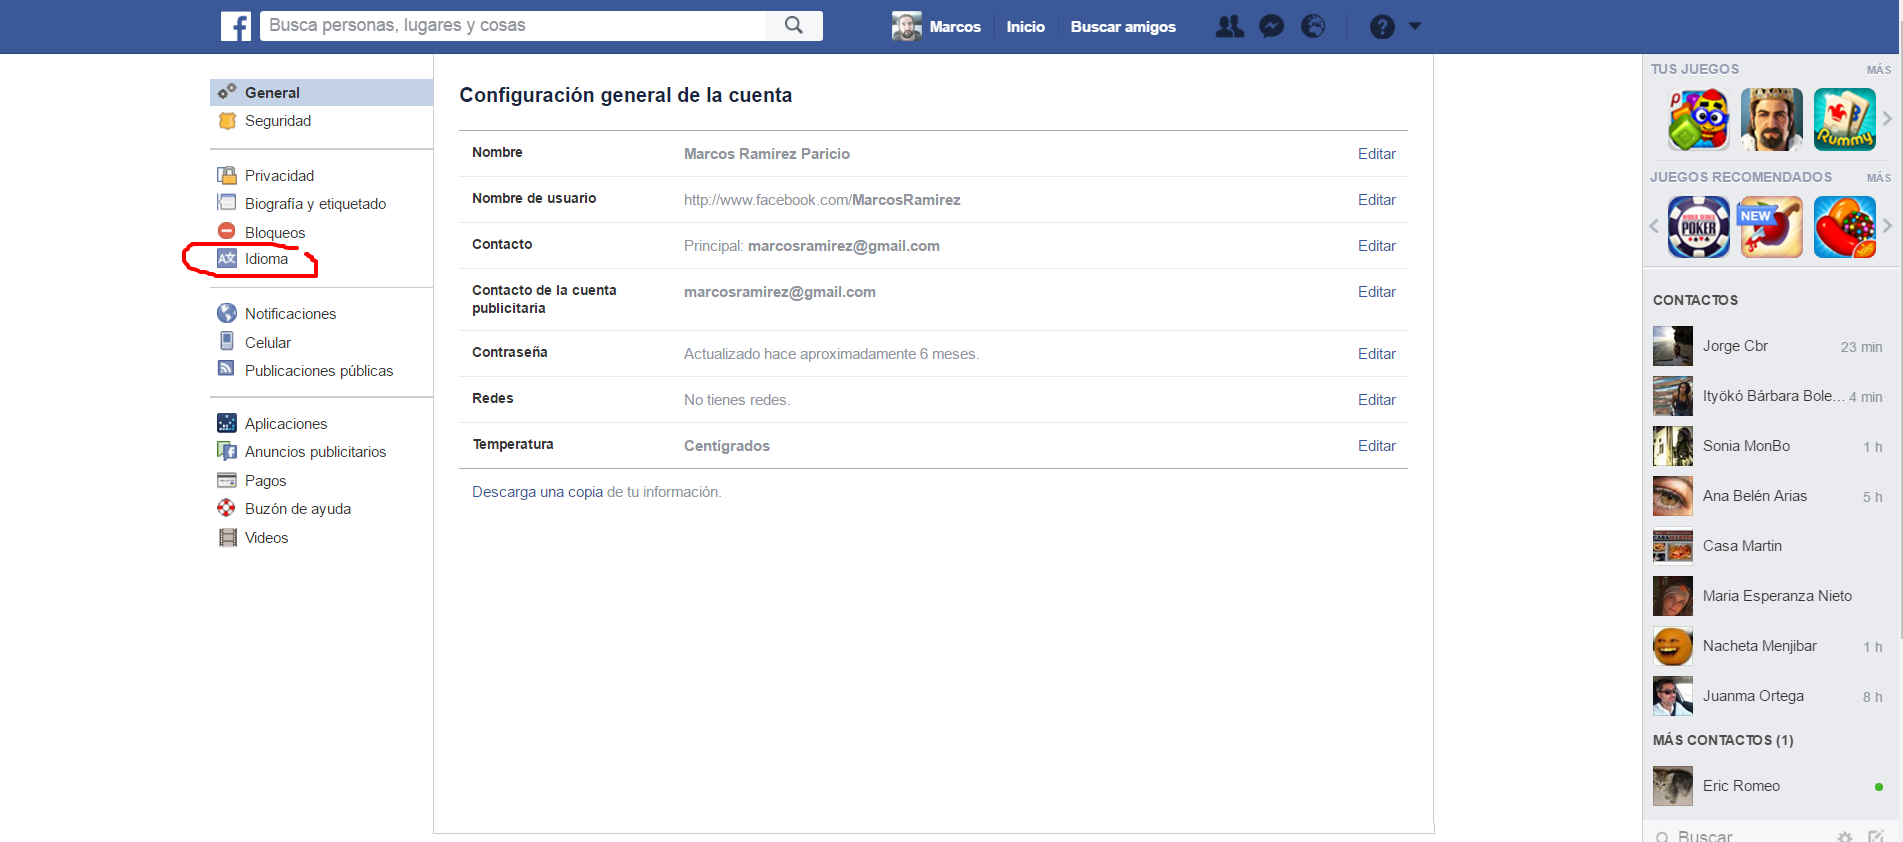 Busca personas, lugares y cosas
Marcos
Inicio
Buscar amigos
General
Seguridad
Privacidad
Biografía y etiquetado
Bloqueos
Idioma
Notificaciones
Celular
Publicaciones públicas
Aplicaciones
Anuncios publicitarios
Pagos
Buzón de ayuda
Videos
Configuración general de la cuenta
Nombre Marcos Ramírez Paricio Editar
Nombre de usuario http://www.facebook.com/MarcosRamirez Editar
Contacto Principal: marcosramirez@gmail.com Editar
Contacto de la cuenta
publicitaria marcosramirez@gmail.com Editar
Contraseña Actualizado hace aproximadamente 6 meses. Editar
Redes No tienes redes. Editar
Temperatura Centígrados Editar
Descarga una copia de tu información.
TUS JUEGOS MÁS
Rummy
JUEGOS RECOMENDADOS MÁS
POKER
NEW
CONTACTOS
Jorge Cbr 23 min
Ityökó Bárbara Bole... 4 min
Sonia MonBo 1 h
Ana Belén Arias 5 h
Casa Martin
Maria Esperanza Nieto
Nacheta Menjibar 1 h
Juanma Ortega 8 h
MÁS CONTACTOS (1)
Eric Romeo
Buscar